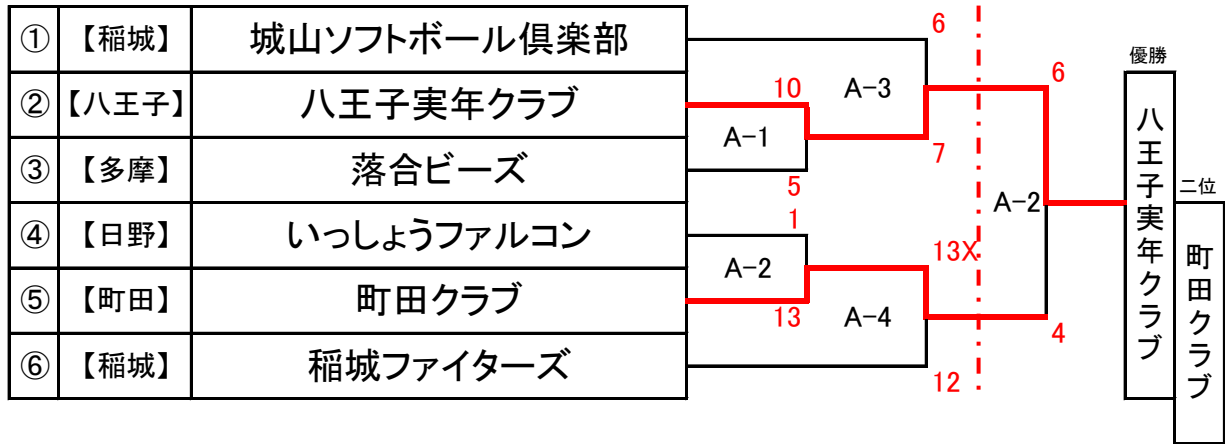 ① 【稲城】 城山ソフトボール倶楽部
② 【八王子】 八王子実年クラブ
③ 【多摩】 落合ビーズ
④ 【日野】 いっしょうファルコン
⑤ 【町田】 町田クラブ
⑥ 【稲城】 稲城ファイターズ
6
10
A-3
A-1
7
5
1
A-2
13X
13
A-4
12
6
A-2
4
優勝
八王子実年クラブ
二位
町田クラブ